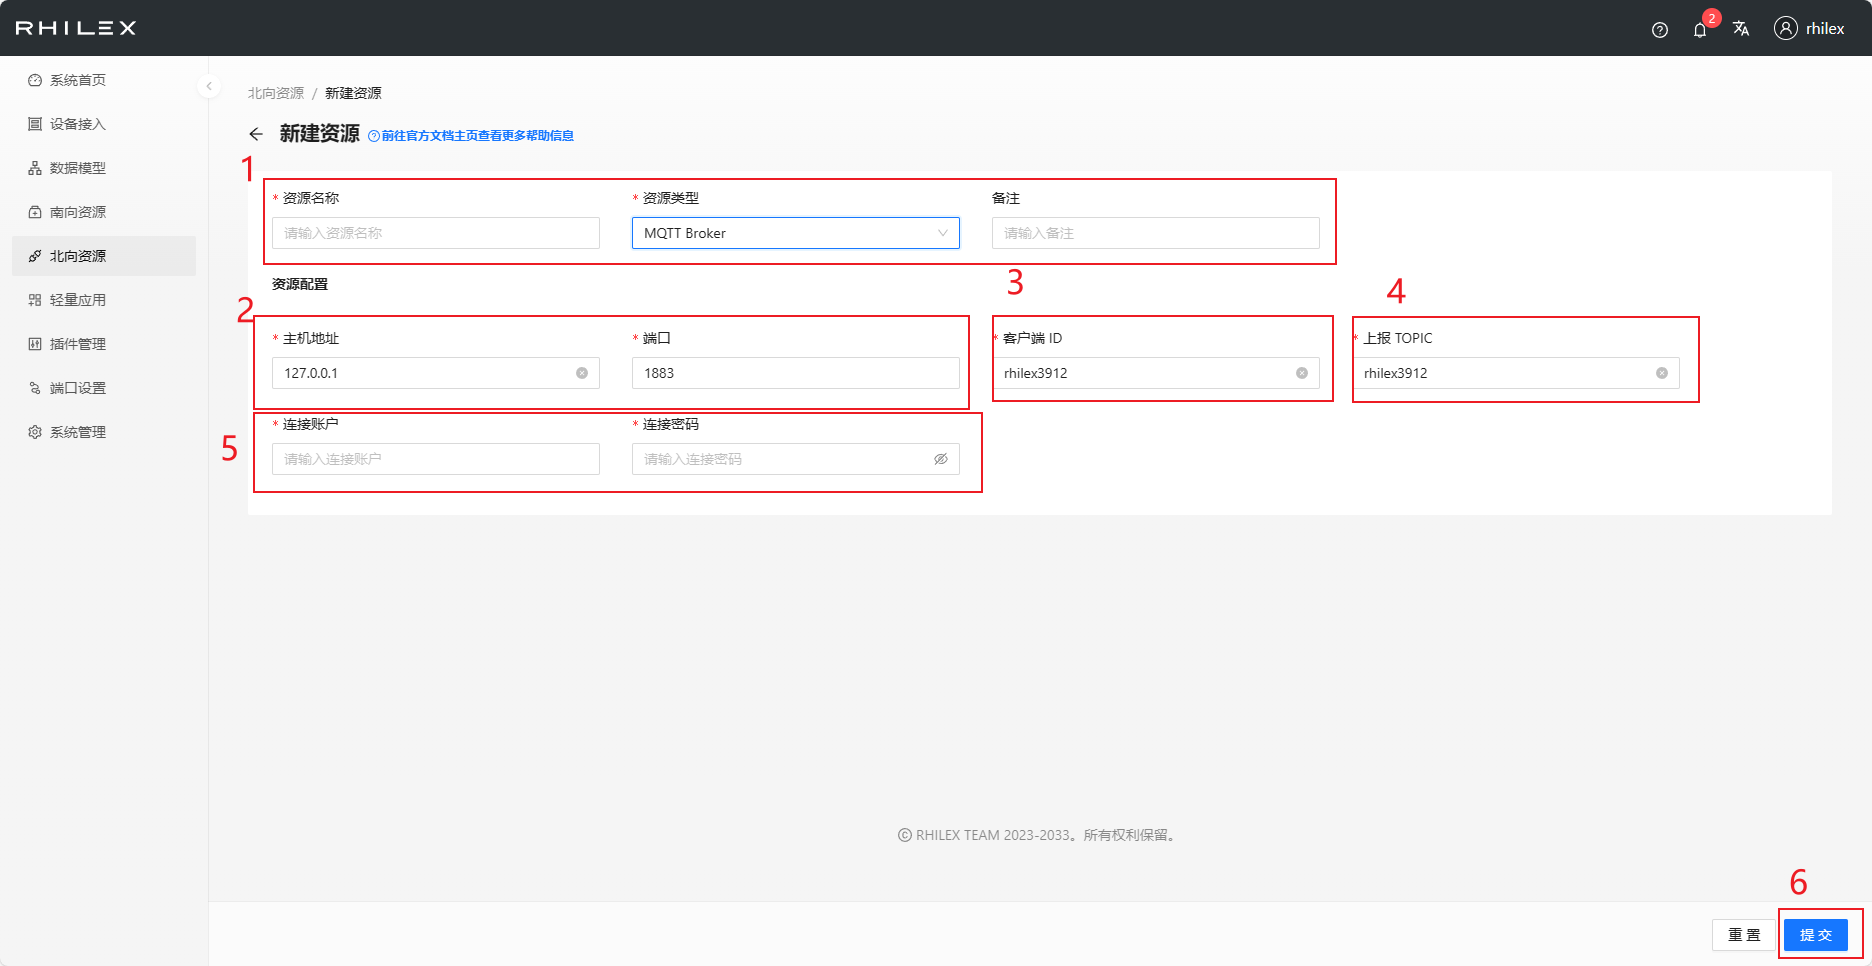 RHILEX
2
rhilex
系统首页
设备接入
数据模型
南向资源
北向资源
轻量应用
插件管理
端口设置
系统管理
北向资源 / 新建资源
新建资源 前往官方文档主页查看更多帮助信息
1
* 资源名称 * 资源类型 备注
请输入资源名称 MQTT Broker 请输入备注
资源配置
2 3 4
* 主机地址 * 端口 * 客户端 ID * 上报 TOPIC
127.0.0.1 1883 rhilex3912 rhilex3912
5
* 连接账户 * 连接密码
请输入连接账户 请输入连接密码
© RHILEX TEAM 2023-2033。所有权利保留。
6
重 置 提 交